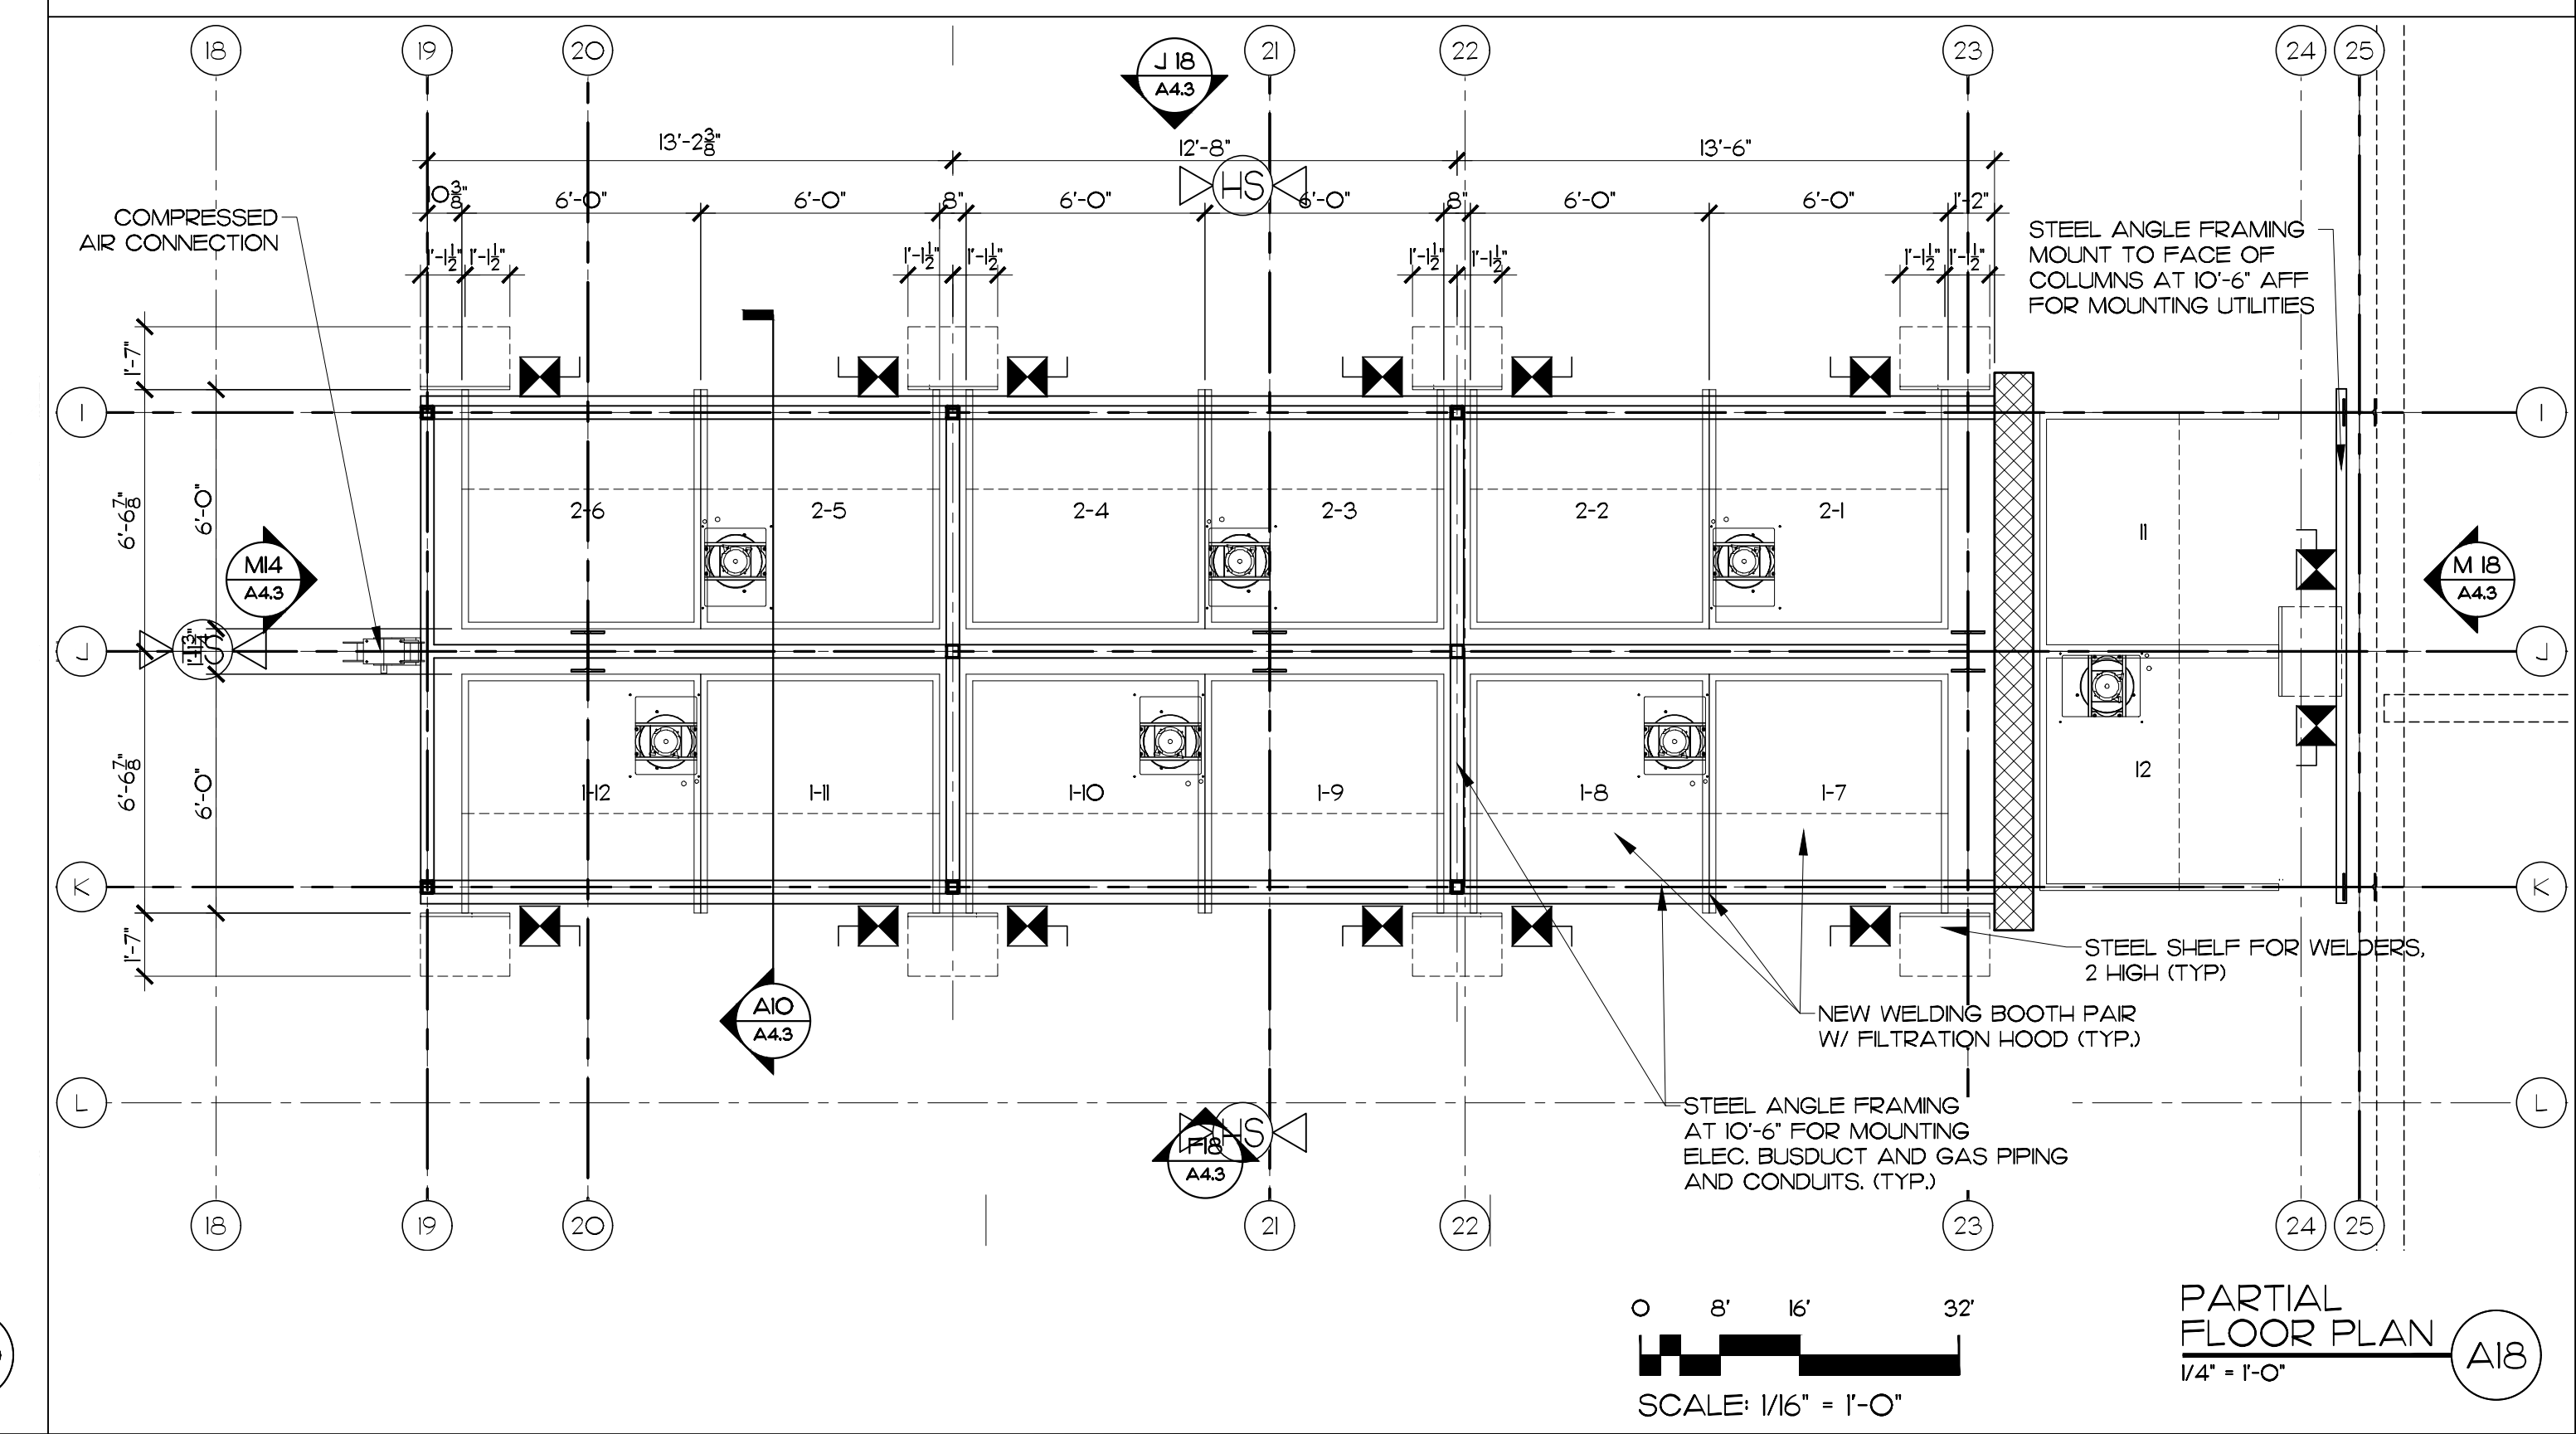 18 19 20 21 22 23 24 25
J 18
A4.3
13'-2 3/8" 12'-8" 13'-6"
HS
10 3/8" 6'-0" 6'-0" 8" 6'-0" 6'-0" 8" 6'-0" 6'-0" 1'-2"
COMPRESSED
AIR CONNECTION
STEEL ANGLE FRAMING
MOUNT TO FACE OF
COLUMNS AT 10'-6" AFF
FOR MOUNTING UTILITIES
1'-1 1/2" 1'-1 1/2" 1'-1 1/2" 1'-1 1/2" 1'-1 1/2" 1'-1 1/2" 1'-1 1/2" 1'-1 1/2"
1'-7"
I I
6'-6 7/8" 6'-0"
2-6 2-5 2-4 2-3 2-2 2-1
11
M14
A4.3
M 18
A4.3
J J
6'-6 7/8" 6'-0"
12
1-12 1-11 1-10 1-9 1-8 1-7
K K
1'-7"
STEEL SHELF FOR WELDERS,
2 HIGH (TYP)
A10
A4.3
NEW WELDING BOOTH PAIR
W/ FILTRATION HOOD (TYP.)
L L
STEEL ANGLE FRAMING
AT 10'-6" FOR MOUNTING
ELEC. BUSDUCT AND GAS PIPING
AND CONDUITS. (TYP.)
HS
F18
A4.3
18 19 20 21 22 23 24 25
0 8' 16' 32'
SCALE: 1/16" = 1'-0"
PARTIAL
FLOOR PLAN
1/4" = 1'-0"
A18